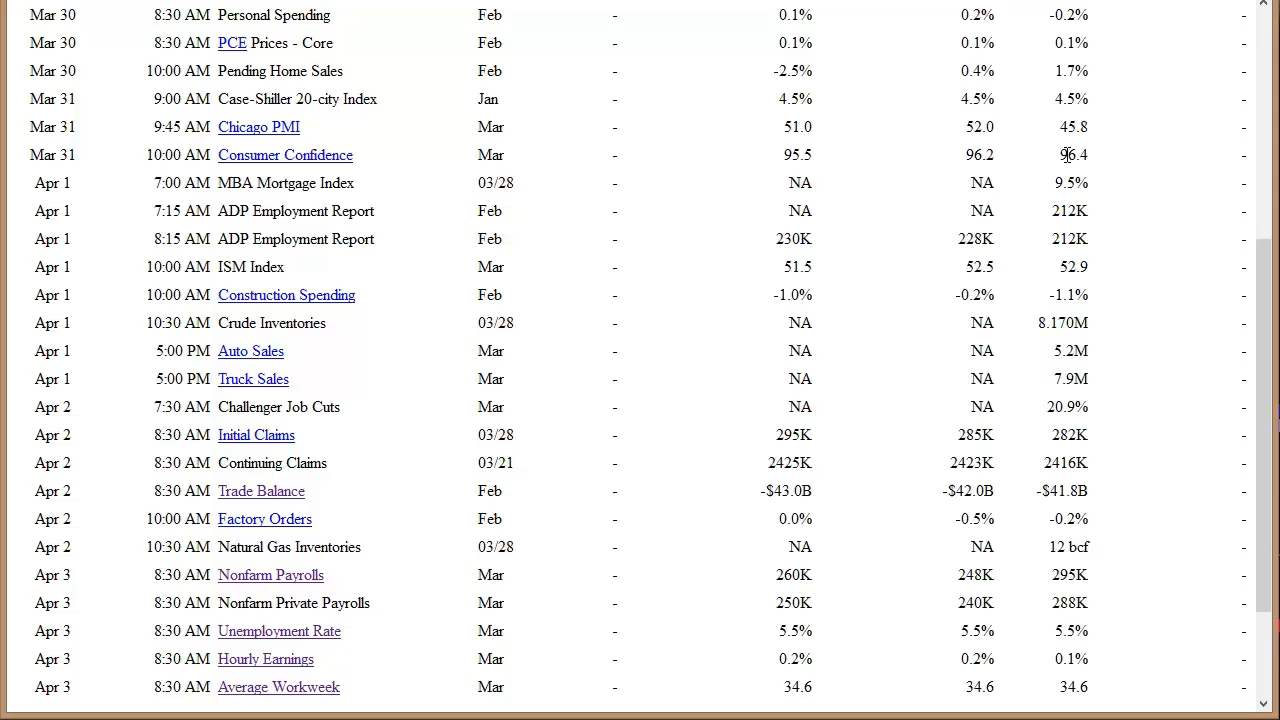 Mar 30 8:30 AM Personal Spending Feb - 0.1% 0.2% -0.2% -
Mar 30 8:30 AM PCE Prices - Core Feb - 0.1% 0.1% 0.1% -
Mar 30 10:00 AM Pending Home Sales Feb - -2.5% 0.4% 1.7% -
Mar 31 9:00 AM Case-Shiller 20-city Index Jan - 4.5% 4.5% 4.5% -
Mar 31 9:45 AM Chicago PMI Mar - 51.0 52.0 45.8 -
Mar 31 10:00 AM Consumer Confidence Mar - 95.5 96.2 96.4 -
Apr 1 7:00 AM MBA Mortgage Index 03/28 - NA NA 9.5% -
Apr 1 7:15 AM ADP Employment Report Feb - NA NA 212K -
Apr 1 8:15 AM ADP Employment Report Feb - 230K 228K 212K -
Apr 1 10:00 AM ISM Index Mar - 51.5 52.5 52.9 -
Apr 1 10:00 AM Construction Spending Feb - -1.0% -0.2% -1.1% -
Apr 1 10:30 AM Crude Inventories 03/28 - NA NA 8.170M -
Apr 1 5:00 PM Auto Sales Mar - NA NA 5.2M -
Apr 1 5:00 PM Truck Sales Mar - NA NA 7.9M -
Apr 2 7:30 AM Challenger Job Cuts Mar - NA NA 20.9% -
Apr 2 8:30 AM Initial Claims 03/28 - 295K 285K 282K -
Apr 2 8:30 AM Continuing Claims 03/21 - 2425K 2423K 2416K -
Apr 2 8:30 AM Trade Balance Feb - -$43.0B -$42.0B -$41.8B -
Apr 2 10:00 AM Factory Orders Feb - 0.0% -0.5% -0.2% -
Apr 2 10:30 AM Natural Gas Inventories 03/28 - NA NA 12 bcf -
Apr 3 8:30 AM Nonfarm Payrolls Mar - 260K 248K 295K -
Apr 3 8:30 AM Nonfarm Private Payrolls Mar - 250K 240K 288K -
Apr 3 8:30 AM Unemployment Rate Mar - 5.5% 5.5% 5.5% -
Apr 3 8:30 AM Hourly Earnings Mar - 0.2% 0.2% 0.1% -
Apr 3 8:30 AM Average Workweek Mar - 34.6 34.6 34.6 -